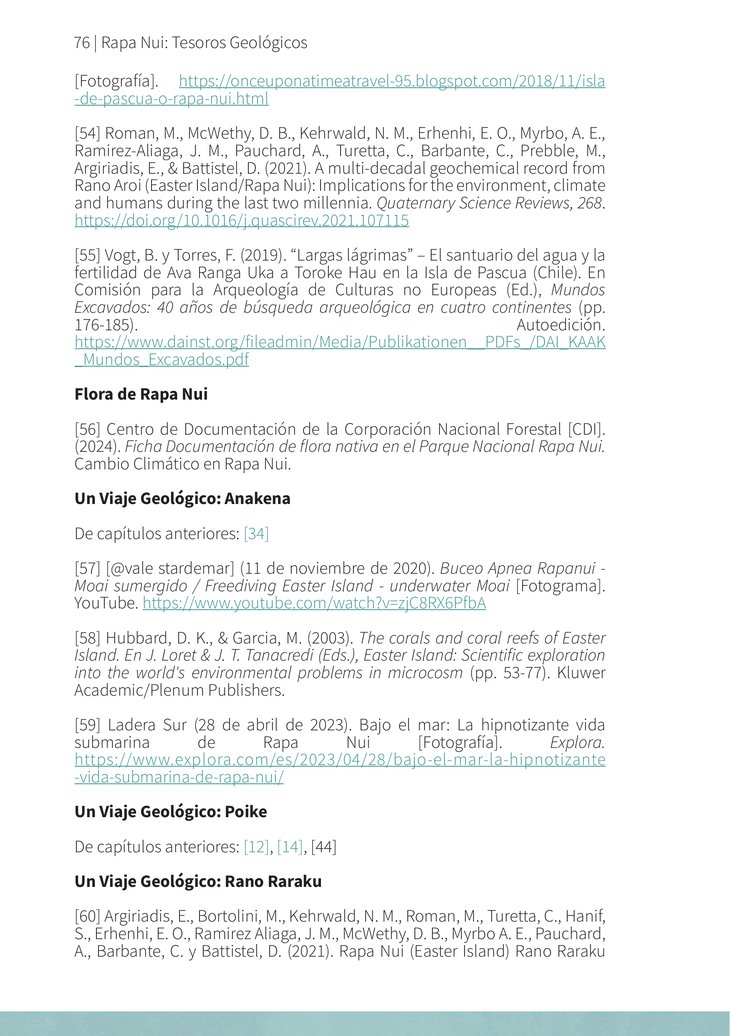 76 | Rapa Nui: Tesoros Geológicos
[Fotografía]. https://onceuponatimeatravel-95.blogspot.com/2018/11/isla
-de-pascua-o-rapa-nui.html
[54] Roman, M., McWethy, D. B., Kehrwald, N. M., Erhenhi, E. O., Myrbo, A. E.,
Ramirez-Aliaga, J. M., Pauchard, A., Turetta, C., Barbante, C., Prebble, M.,
Argiriadis, E., & Battistel, D. (2021). A multi-decadal geochemical record from
Rano Aroi (Easter Island/Rapa Nui): Implications for the environment, climate
and humans during the last two millennia. Quaternary Science Reviews, 268.
https://doi.org/10.1016/j.quascirev.2021.107115
[55] Vogt, B. y Torres, F. (2019). “Largas lágrimas” – El santuario del agua y la
fertilidad de Ava Ranga Uka a Toroke Hau en la Isla de Pascua (Chile). En
Comisión para la Arqueología de Culturas no Europeas (Ed.), Mundos
Excavados: 40 años de búsqueda arqueológica en cuatro continentes (pp.
176-185). Autoedición.
https://www.dainst.org/fileadmin/Media/Publikationen__PDFs_/DAI_KAAK
_Mundos_Excavados.pdf
Flora de Rapa Nui
[56] Centro de Documentación de la Corporación Nacional Forestal [CDI].
(2024). Ficha Documentación de flora nativa en el Parque Nacional Rapa Nui.
Cambio Climático en Rapa Nui.
Un Viaje Geológico: Anakena
De capítulos anteriores: [34]
[57] [@vale stardemar] (11 de noviembre de 2020). Buceo Apnea Rapanui -
Moai sumergido / Freediving Easter Island - underwater Moai [Fotograma].
YouTube. https://www.youtube.com/watch?v=zjC8RX6PfbA
[58] Hubbard, D. K., & Garcia, M. (2003). The corals and coral reefs of Easter
Island. En J. Loret & J. T. Tanacredi (Eds.), Easter Island: Scientific exploration
into the world's environmental problems in microcosm (pp. 53-77). Kluwer
Academic/Plenum Publishers.
[59] Ladera Sur (28 de abril de 2023). Bajo el mar: La hipnotizante vida
submarina de Rapa Nui [Fotografía]. Explora.
https://www.explora.com/es/2023/04/28/bajo-el-mar-la-hipnotizante
-vida-submarina-de-rapa-nui/
Un Viaje Geológico: Poike
De capítulos anteriores: [12], [14], [44]
Un Viaje Geológico: Rano Raraku
[60] Argiriadis, E., Bortolini, M., Kehrwald, N. M., Roman, M., Turetta, C., Hanif,
S., Erhenhi, E. O., Ramirez Aliaga, J. M., McWethy, D. B., Myrbo A. E., Pauchard,
A., Barbante, C. y Battistel, D. (2021). Rapa Nui (Easter Island) Rano Raraku